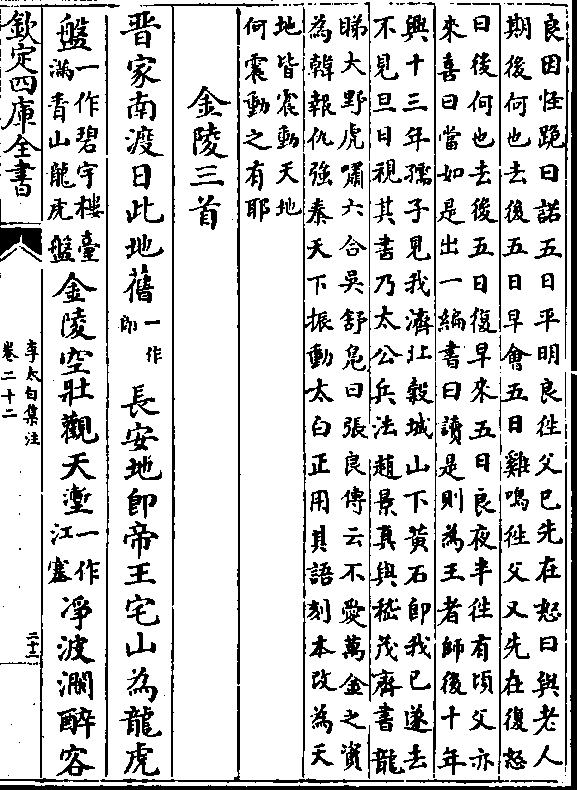 良因怪跪曰諾五日平明良徃父已先在怒曰與老人
期後何也去後五日早會五日雞鳴徃父又先在復怒
曰後何也去後五日復早來五日良夜半徃有頃父亦
來喜曰當如是出一編書曰讀是則為王者師後十年
興十三年孺子見我濟北穀城山下黄石即我已遂去
不見旦日視其書乃太公兵法趙景真與嵇茂齊書龍
睇大野虎嘯六合吳舒鳬曰張良傳云不愛萬金之資
為韓報仇強秦天下振動太白正用其語刻本改為天
地皆震動天地
何震動之有耶
金陵三首
晉家南渡日此地舊一作即長安地即帝王宅山為龍虎
盤一作碧宇樓臺滿青山龍虎盤金陵空壯觀天塹一作江塞凈波瀾醉客
欽定四庫全書
李太白集注
卷二十二
二十二